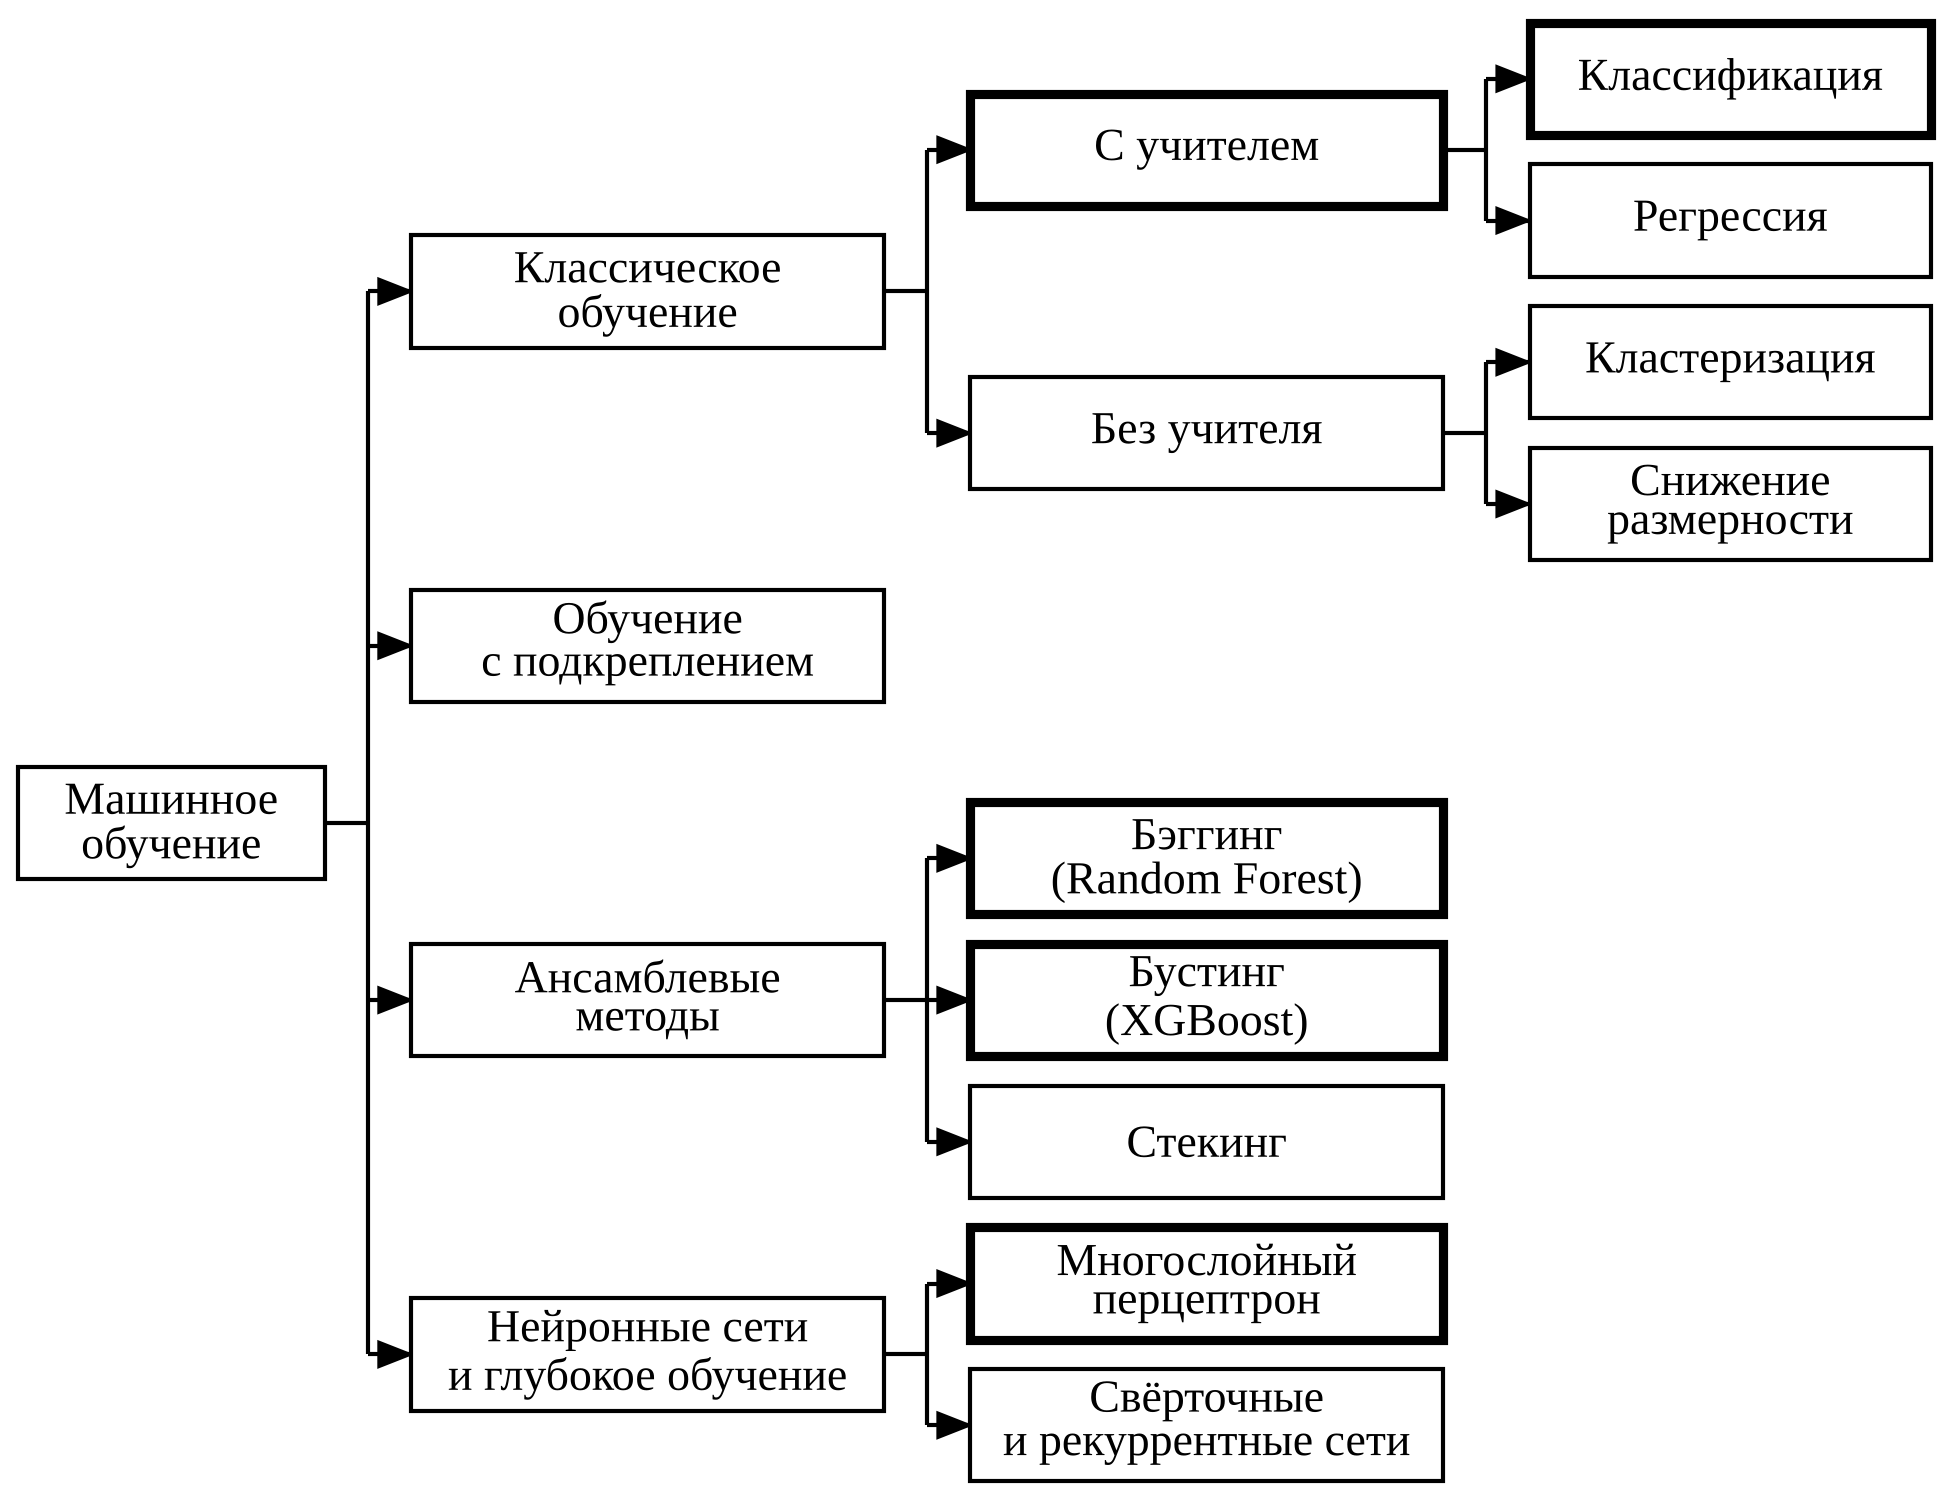 Машинное
обучение
Классическое
обучение
С учителем
Классификация
Регрессия
Без учителя
Кластеризация
Снижение
размерности
Обучение
с подкреплением
Ансамблевые
методы
Бэггинг
(Random Forest)
Бустинг
(XGBoost)
Стекинг
Нейронные сети
и глубокое обучение
Многослойный
перцептрон
Свёрточные
и рекуррентные сети